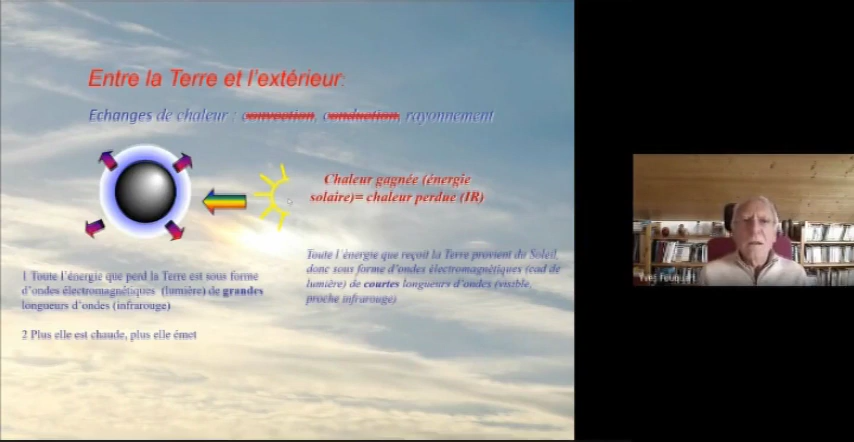 Entre la Terre et l'extérieur:
Echanges de chaleur : convection, conduction, rayonnement
Chaleur gagnée (énergie
solaire)= chaleur perdue (IR)
Toute l'énergie que reçoit la Terre provient du Soleil,
donc sous forme d'ondes électromagnétiques (cad de
lumière) de courtes longueurs d'ondes (visible,
proche infrarouge)
1 Toute l'énergie que perd la Terre est sous forme
d'ondes électromagnétiques (lumière) de grandes
longueurs d'ondes (infrarouge)
2 Plus elle est chaude, plus elle émet
Yves Fouquart